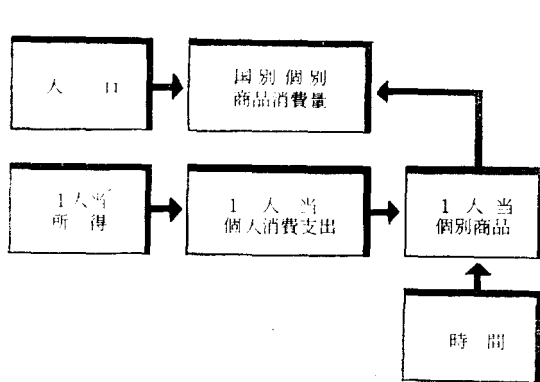 人口
国別個別
商品消費量
1人当
所得
1人当
個人消費支出
1人当
個別商品
時間